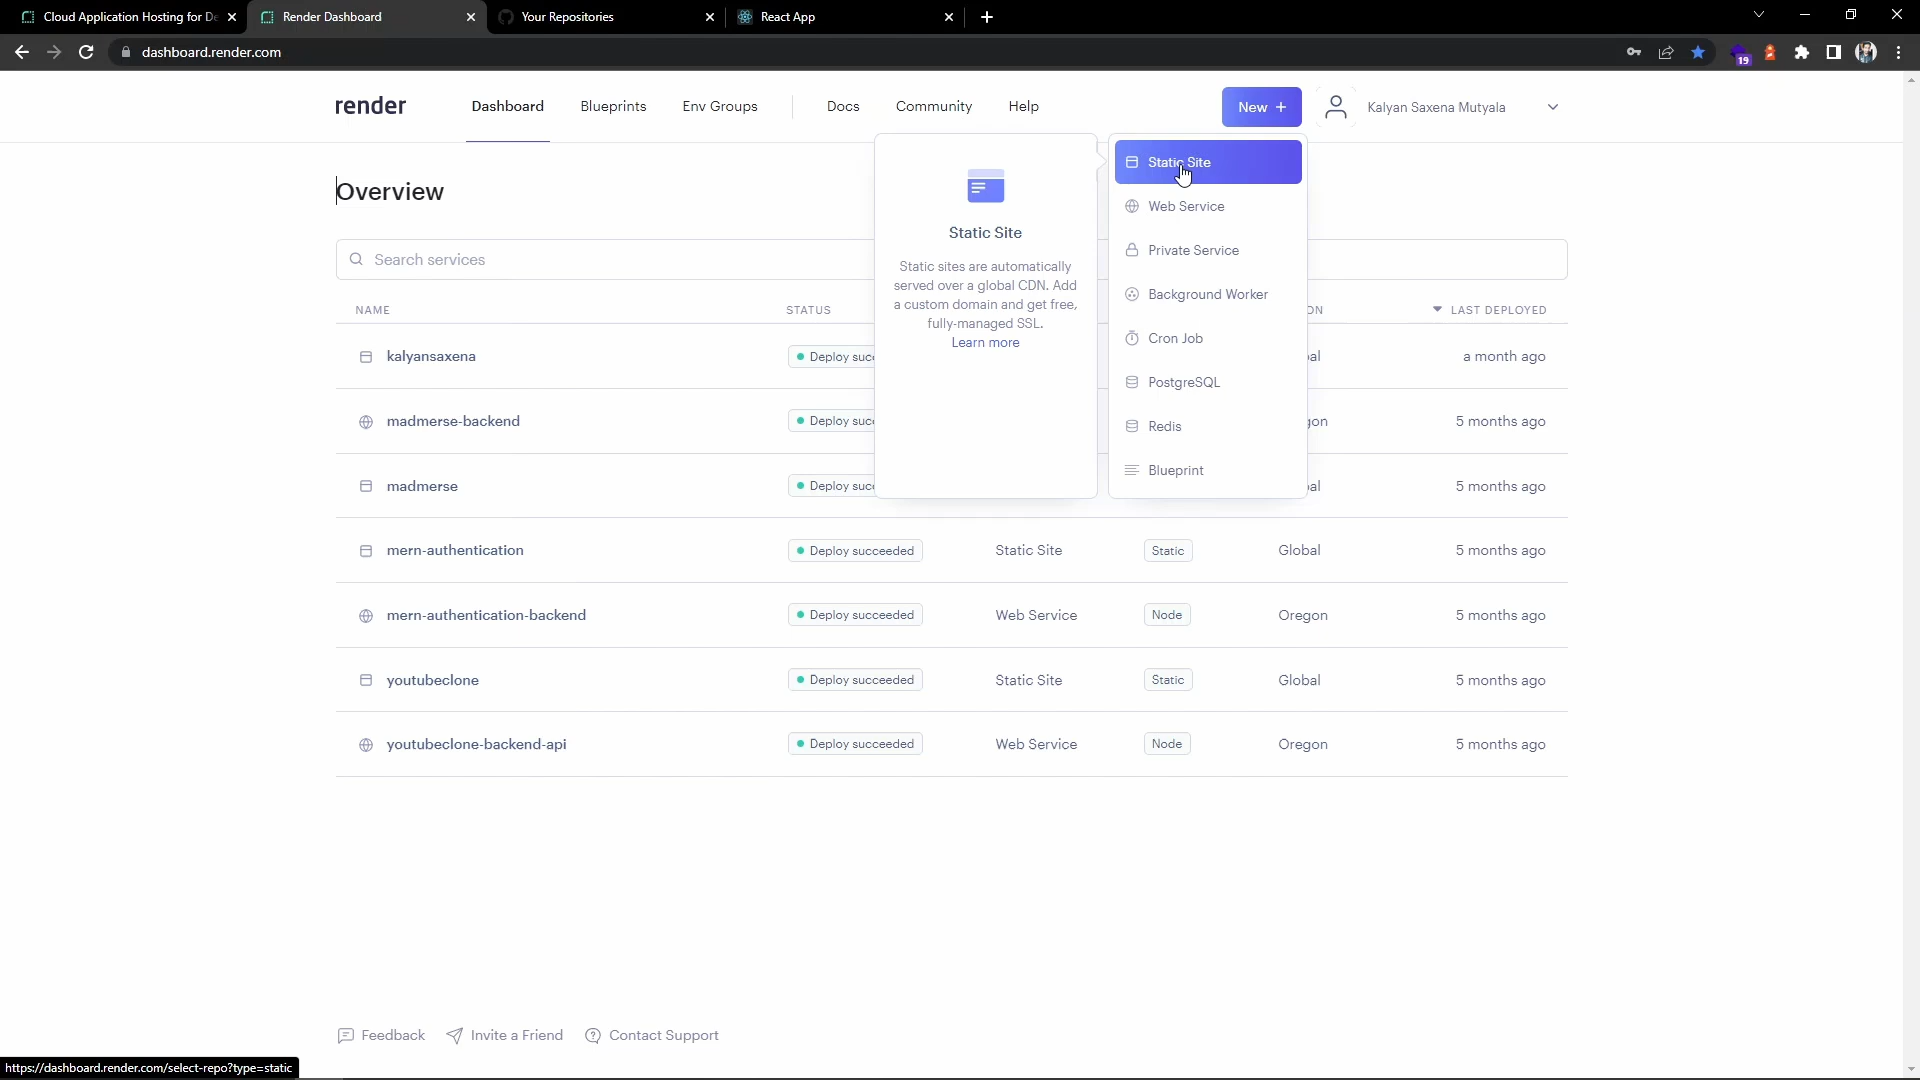 Cloud Application Hosting for De
Render Dashboard
Your Repositories
React App
dashboard.render.com
19
render
Dashboard
Blueprints
Env Groups
Docs
Community
Help
New +
Kalyan Saxena Mutyala
Static Site
Web Service
Private Service
Background Worker
Cron Job
PostgreSQL
Redis
Blueprint
Static Site
Static sites are automatically
served over a global CDN. Add
a custom domain and get free,
fully-managed SSL.
Learn more
Overview
Search services
NAME STATUS ON LAST DEPLOYED
kalyansaxena Deploy succ al a month ago
madmerse-backend Deploy succ gon 5 months ago
madmerse Deploy succ al 5 months ago
mern-authentication Deploy succeeded Static Site Static Global 5 months ago
mern-authentication-backend Deploy succeeded Web Service Node Oregon 5 months ago
youtubeclone Deploy succeeded Static Site Static Global 5 months ago
youtubeclone-backend-api Deploy succeeded Web Service Node Oregon 5 months ago
Feedback Invite a Friend Contact Support
https://dashboard.render.com/select-repo?type=static